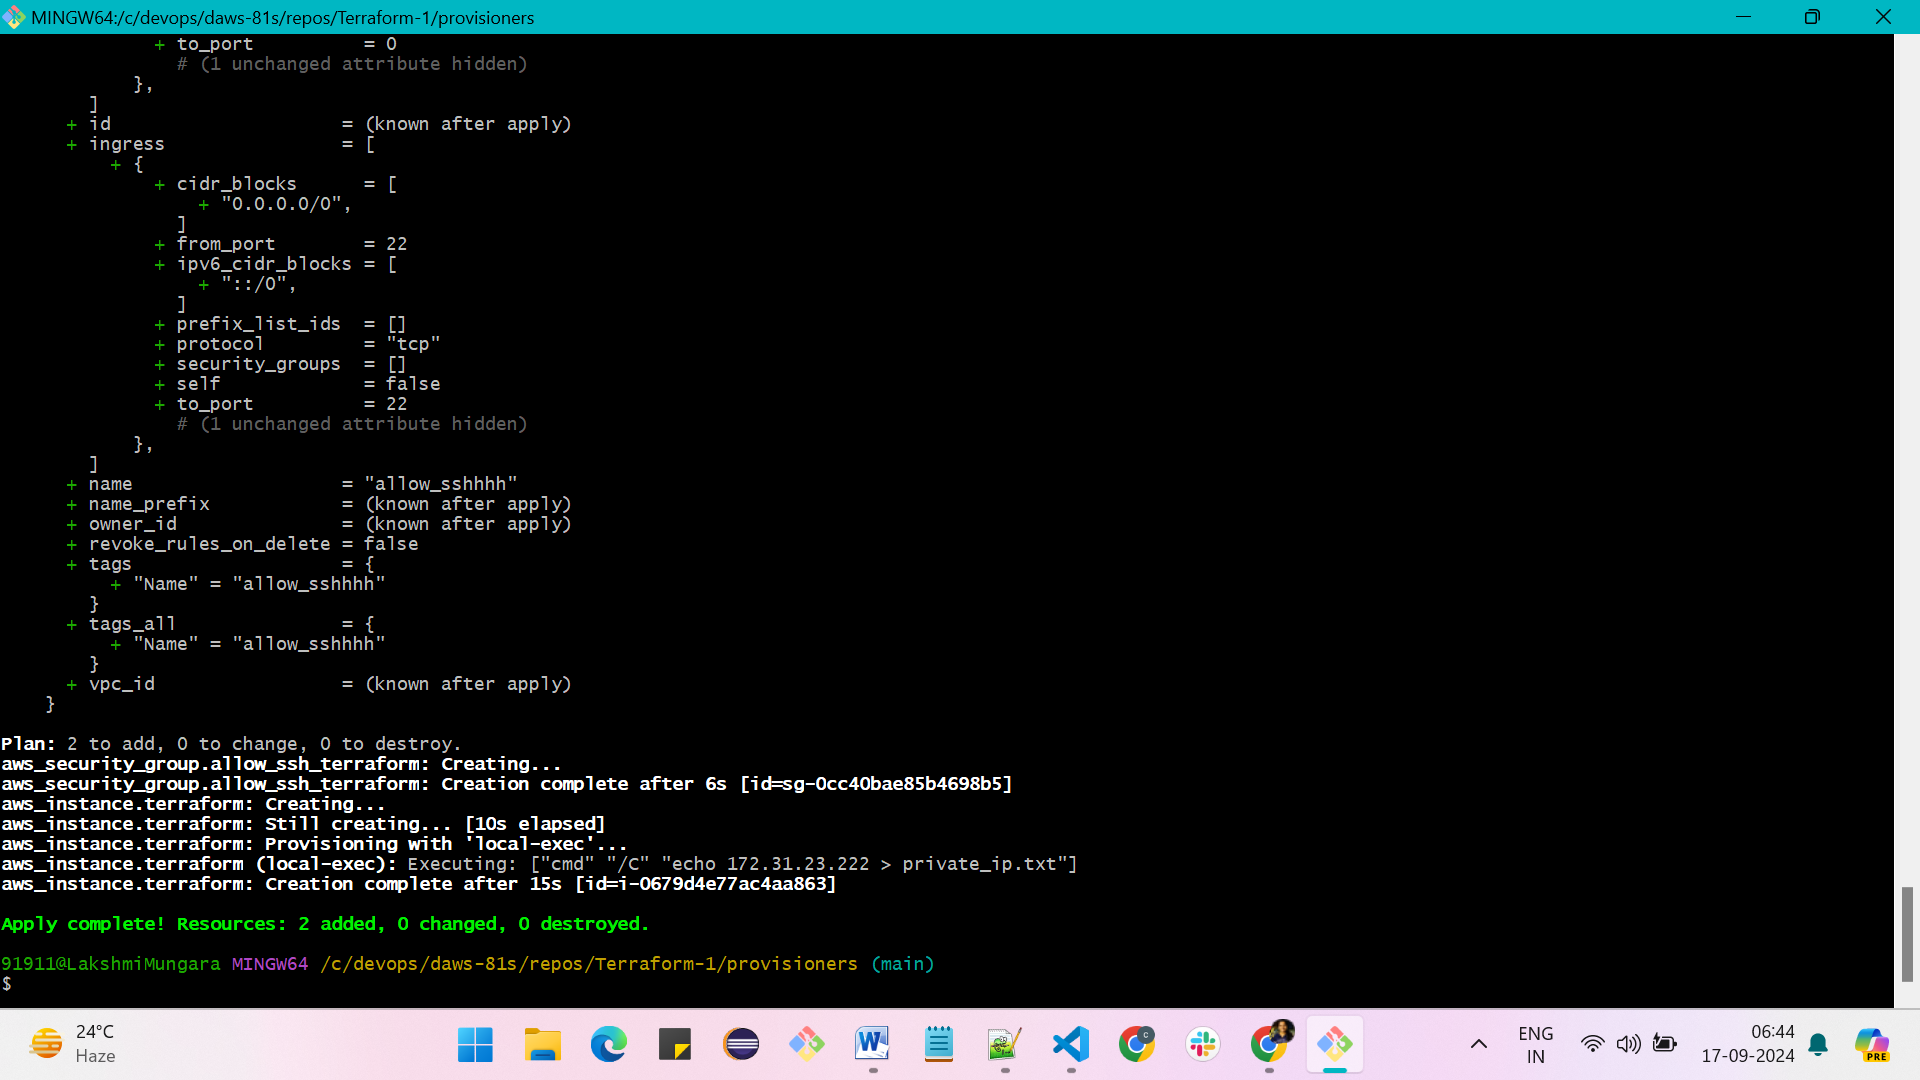 MINGW64:/c/devops/daws-81s/repos/Terraform-1/provisioners
+ to_port          = 0
# (1 unchanged attribute hidden)
},
]
+ id                     = (known after apply)
+ ingress                = [
+ {
+ cidr_blocks      = [
+ "0.0.0.0/0",
]
+ from_port        = 22
+ ipv6_cidr_blocks = [
+ "::/0",
]
+ prefix_list_ids  = []
+ protocol         = "tcp"
+ security_groups  = []
+ self             = false
+ to_port          = 22
# (1 unchanged attribute hidden)
},
]
+ name                   = "allow_sshhhh"
+ name_prefix            = (known after apply)
+ owner_id               = (known after apply)
+ revoke_rules_on_delete = false
+ tags                   = {
+ "Name" = "allow_sshhhh"
}
+ tags_all               = {
+ "Name" = "allow_sshhhh"
}
+ vpc_id                 = (known after apply)
}
Plan: 2 to add, 0 to change, 0 to destroy.
aws_security_group.allow_ssh_terraform: Creating...
aws_security_group.allow_ssh_terraform: Creation complete after 6s [id=sg-0cc40bae85b4698b5]
aws_instance.terraform: Creating...
aws_instance.terraform: Still creating... [10s elapsed]
aws_instance.terraform: Provisioning with 'local-exec'...
aws_instance.terraform (local-exec): Executing: ["cmd" "/C" "echo 172.31.23.222 > private_ip.txt"]
aws_instance.terraform: Creation complete after 15s [id=i-0679d4e77ac4aa863]
Apply complete! Resources: 2 added, 0 changed, 0 destroyed.
91911@LakshmiMungara MINGW64 /c/devops/daws-81s/repos/Terraform-1/provisioners (main)
$
24°C
Haze
ENG
IN
06:44
17-09-2024
PRE